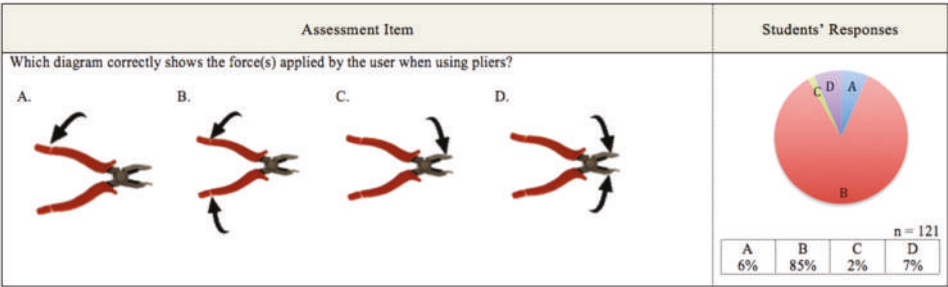 Assessment Item
Students' Responses
Which diagram correctly shows the force(s) applied by the user when using pliers?
A. B. C. D.
C D A
B
n = 121
A B C D
6% 85% 2% 7%